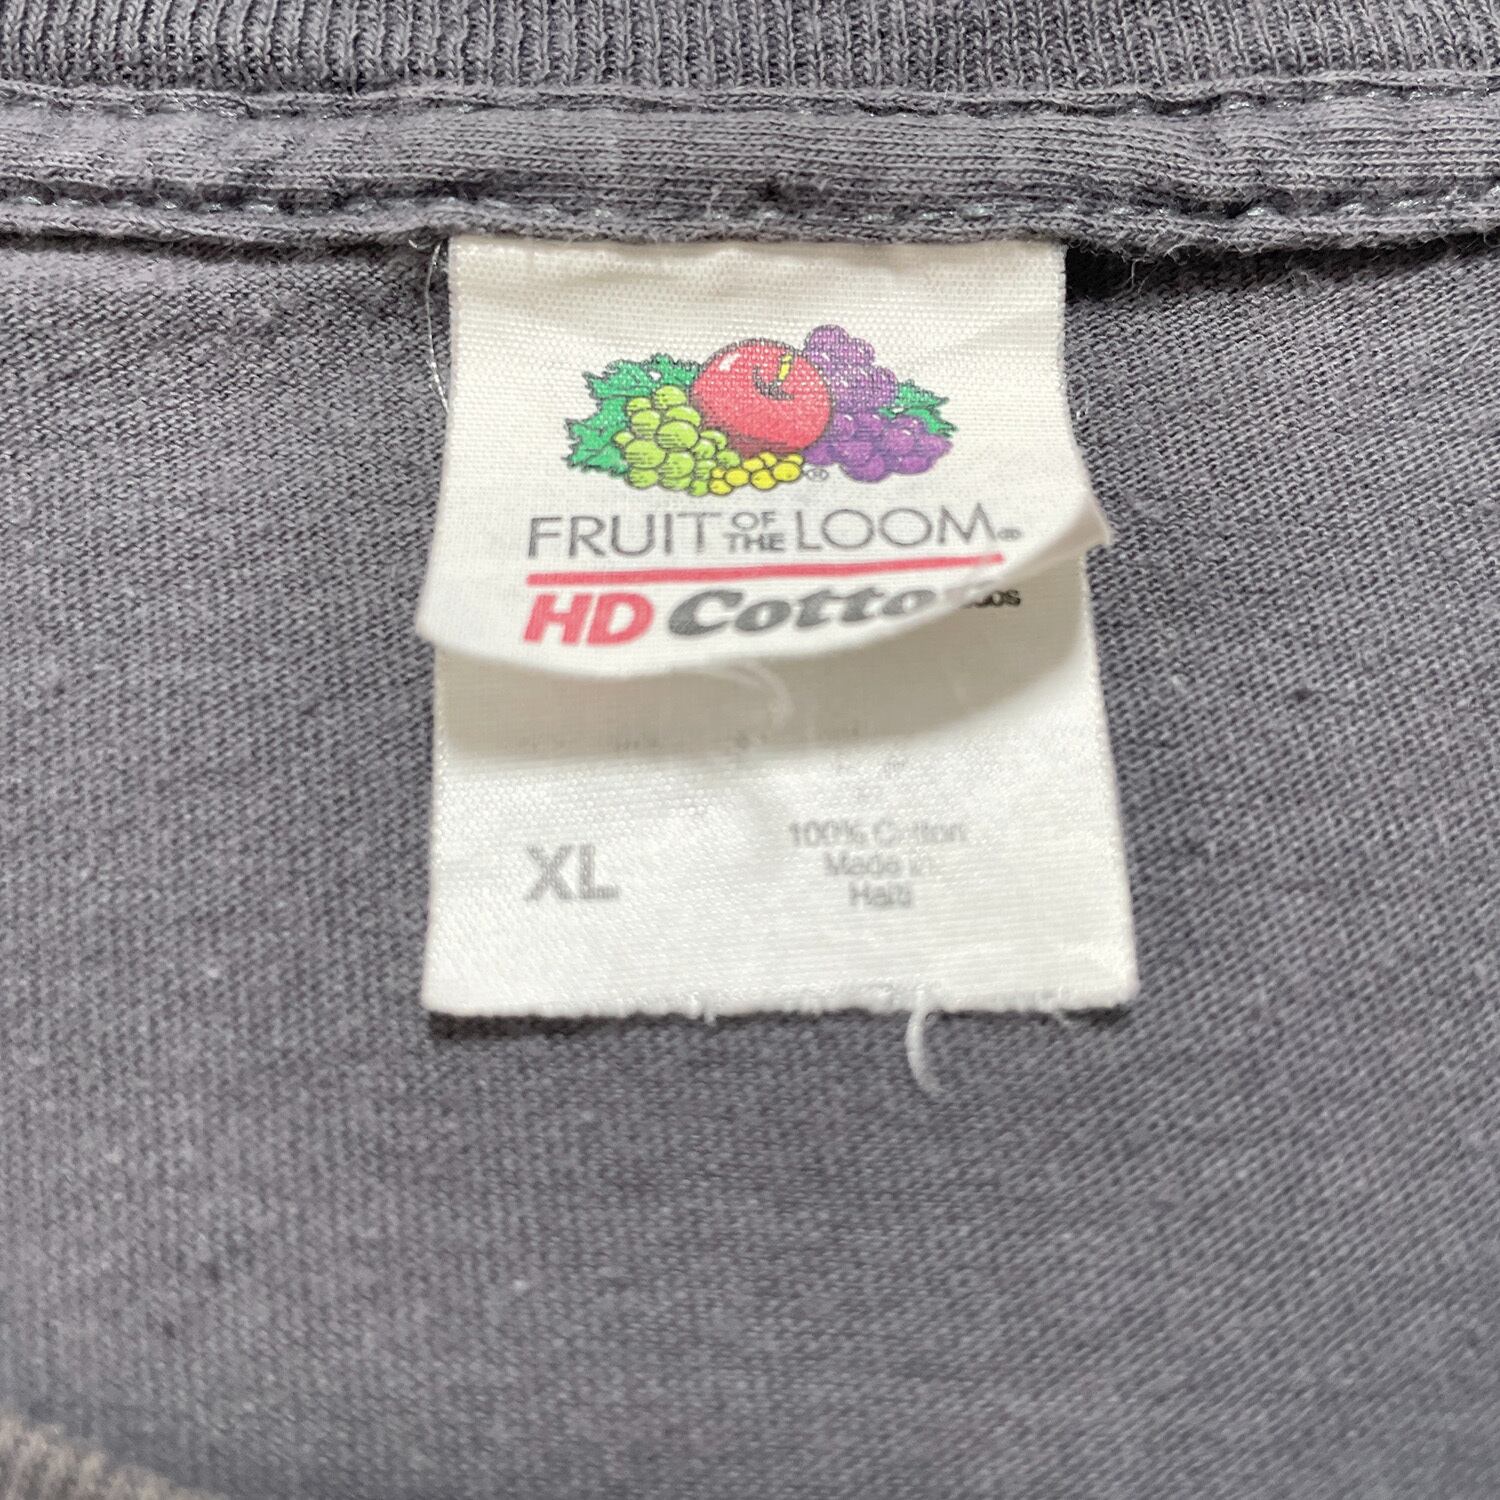 FRUIT OF THE LOOM®
HD Cotto
XL
100% Cotton
Made in
Haiti